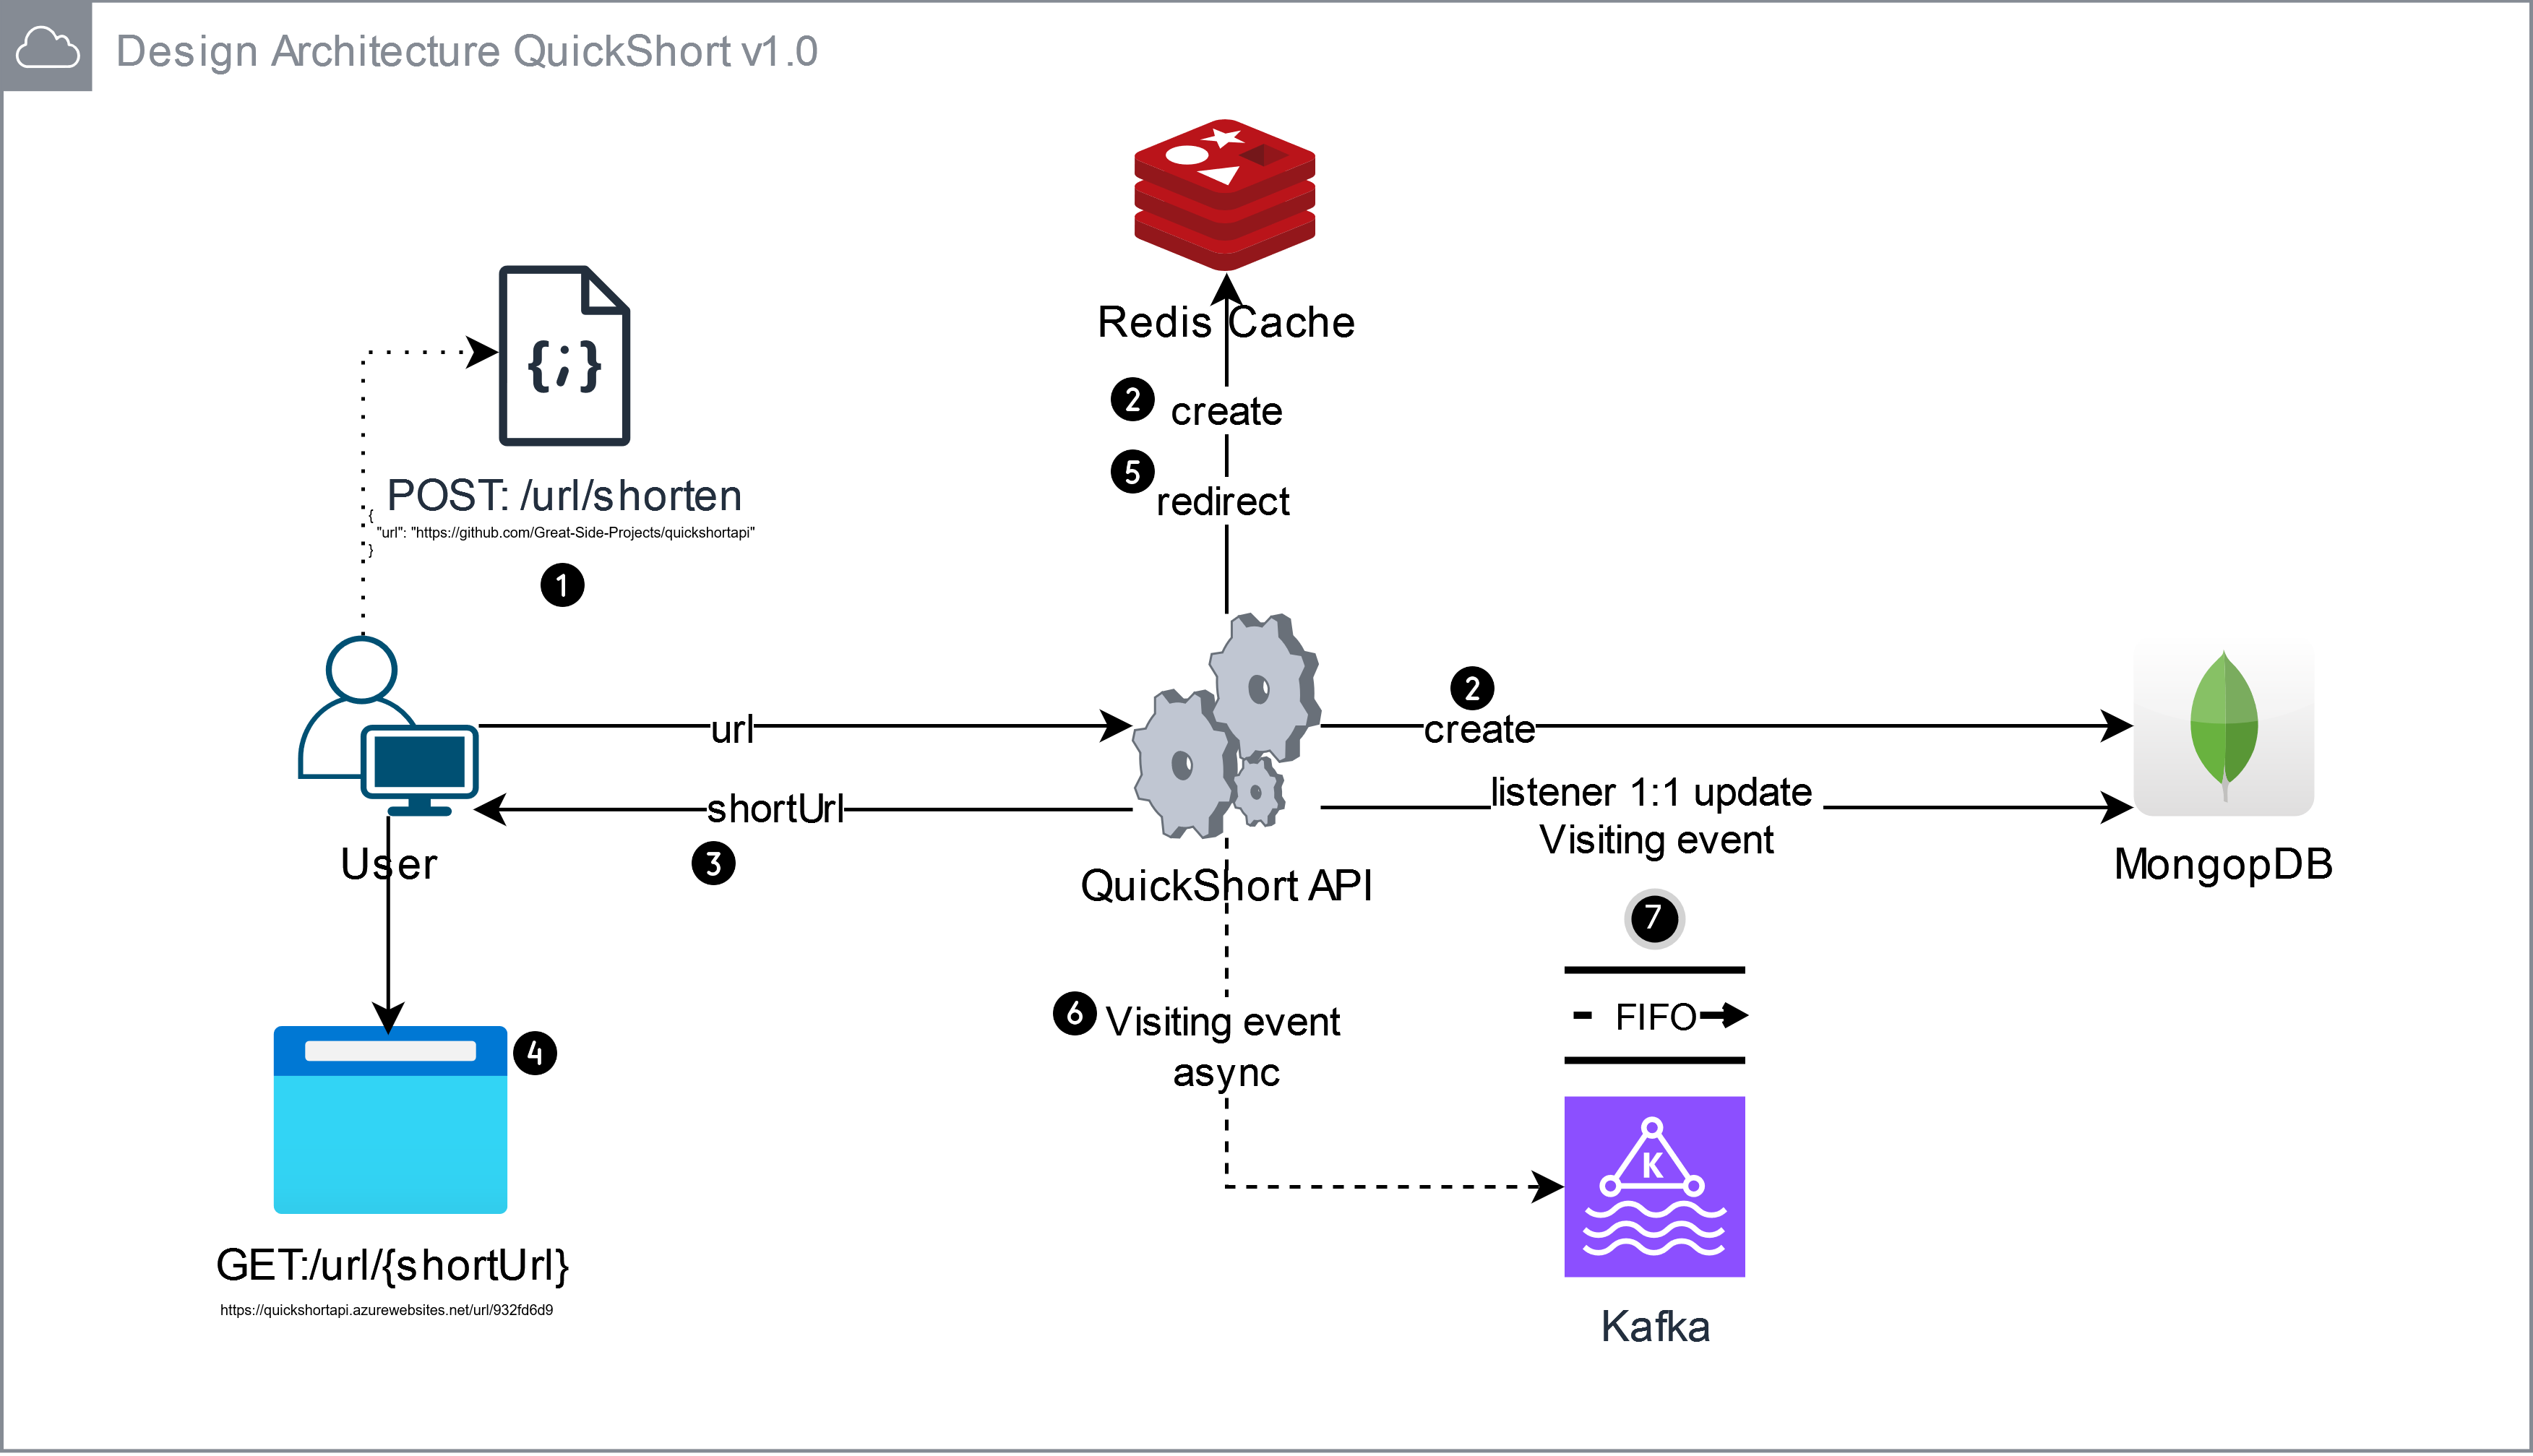 Design Architecture QuickShort v1.0
Redis Cache
2 create
5 redirect
{;}
POST: /url/shorten
{
"url": "https://github.com/Great-Side-Projects/quickshortapi"
}
1
url
shortUrl
3
User
QuickShort API
2
create
listener 1:1 update
Visiting event
7
MongopDB
FIFO
6 Visiting event
async
K
Kafka
4
GET:/url/{shortUrl}
https://quickshortapi.azurewebsites.net/url/932fd6d9